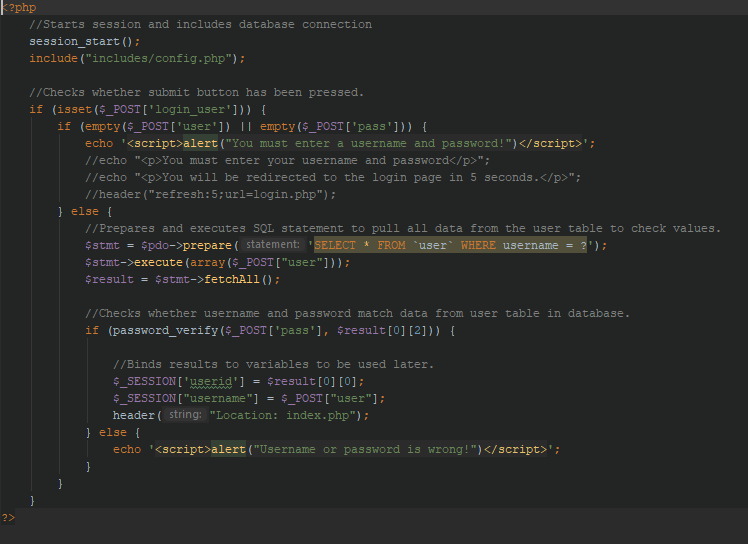 <?php
//Starts session and includes database connection
session_start();
include("includes/config.php");
//Checks whether submit button has been pressed.
if (isset($_POST['login_user'])) {
if (empty($_POST['user']) || empty($_POST['pass'])) {
echo '<script>alert("You must enter a username and password!")</script>';
//echo "<p>You must enter your username and password</p>";
//echo "<p>You will be redirected to the login page in 5 seconds.</p>";
//header("refresh:5;url=login.php");
} else {
//Prepares and executes SQL statement to pull all data from the user table to check values.
$stmt = $pdo->prepare( statement: 'SELECT * FROM `user` WHERE username = ?');
$stmt->execute(array($_POST["user"]));
$result = $stmt->fetchAll();
//Checks whether username and password match data from user table in database.
if (password_verify($_POST['pass'], $result[0][2])) {
//Binds results to variables to be used later.
$_SESSION['userid'] = $result[0][0];
$_SESSION["username"] = $_POST["user"];
header( string: "Location: index.php");
} else {
echo '<script>alert("Username or password is wrong!")</script>';
}
}
}
?>